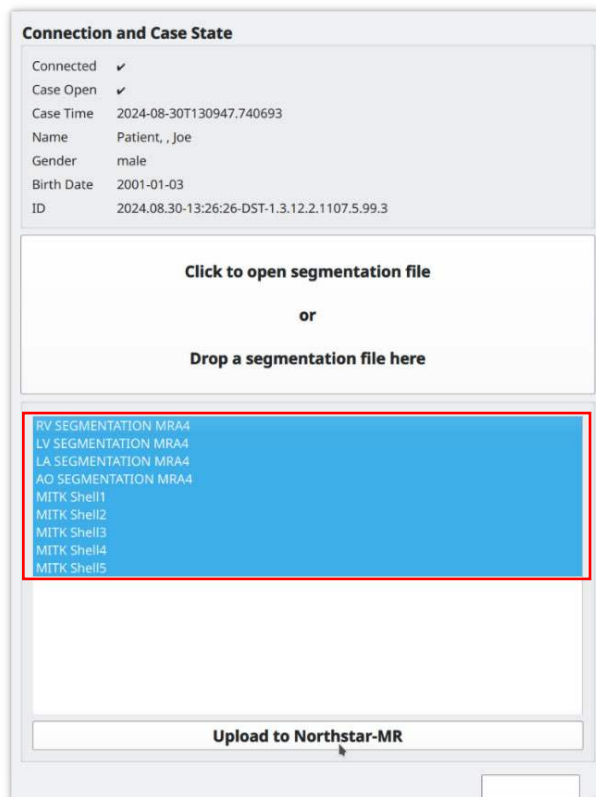 Connection and Case State
Connected ✔
Case Open ✔
Case Time 2024-08-30T130947.740693
Name Patient, , Joe
Gender male
Birth Date 2001-01-03
ID 2024.08.30-13:26:26-DST-1.3.12.2.1107.5.99.3
Click to open segmentation file
or
Drop a segmentation file here
RV SEGMENTATION MRA4
LV SEGMENTATION MRA4
LA SEGMENTATION MRA4
AO SEGMENTATION MRA4
MITK Shell1
MITK Shell2
MITK Shell3
MITK Shell4
MITK Shell5
Upload to Northstar-MR